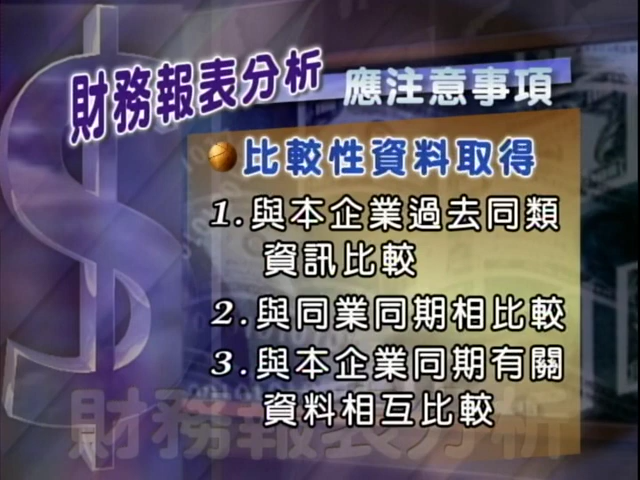 財務報表分析 應注意事項
比較性資料取得
1.與本企業過去同類
資訊比較
2.與同業同期相比較
3.與本企業同期有關
資料相互比較
財務報表分析